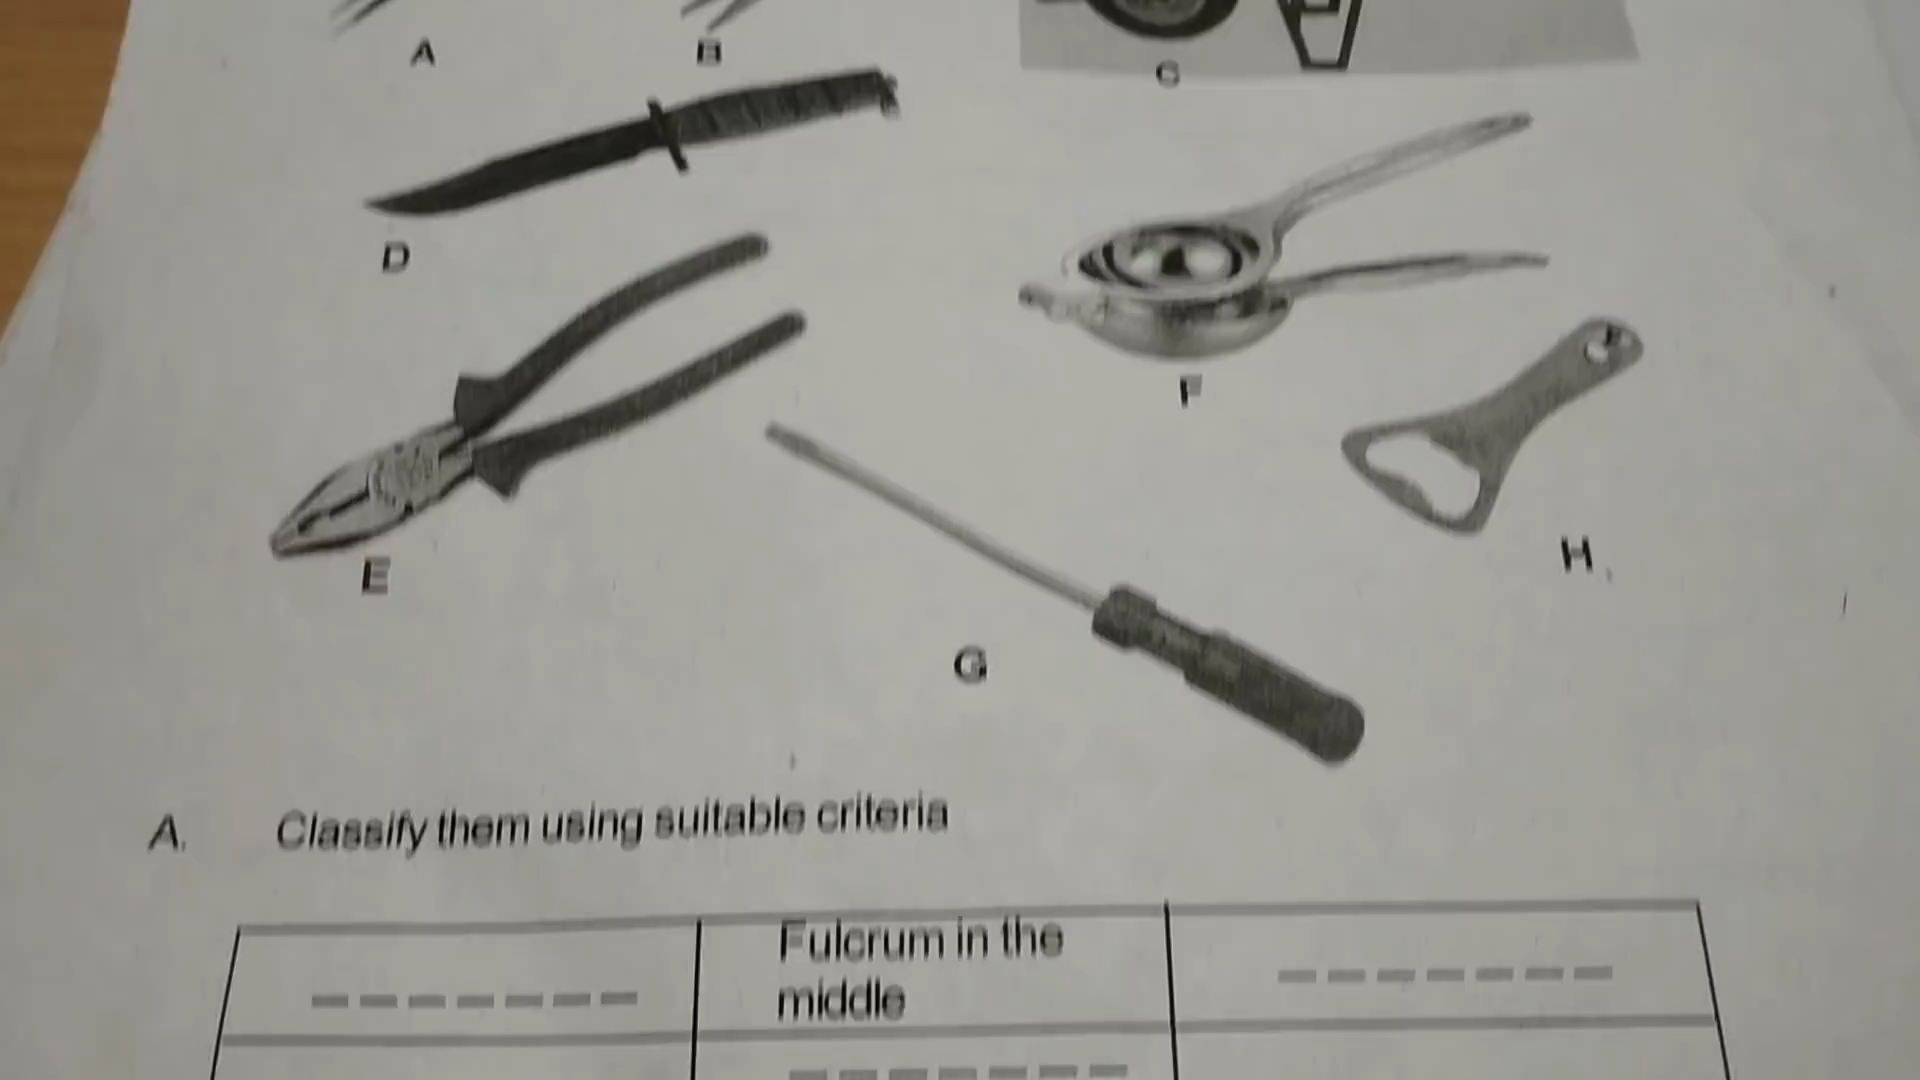 A
B
C
D
E
F
G
H
A. Classify them using suitable criteria
Fulcrum in the
middle